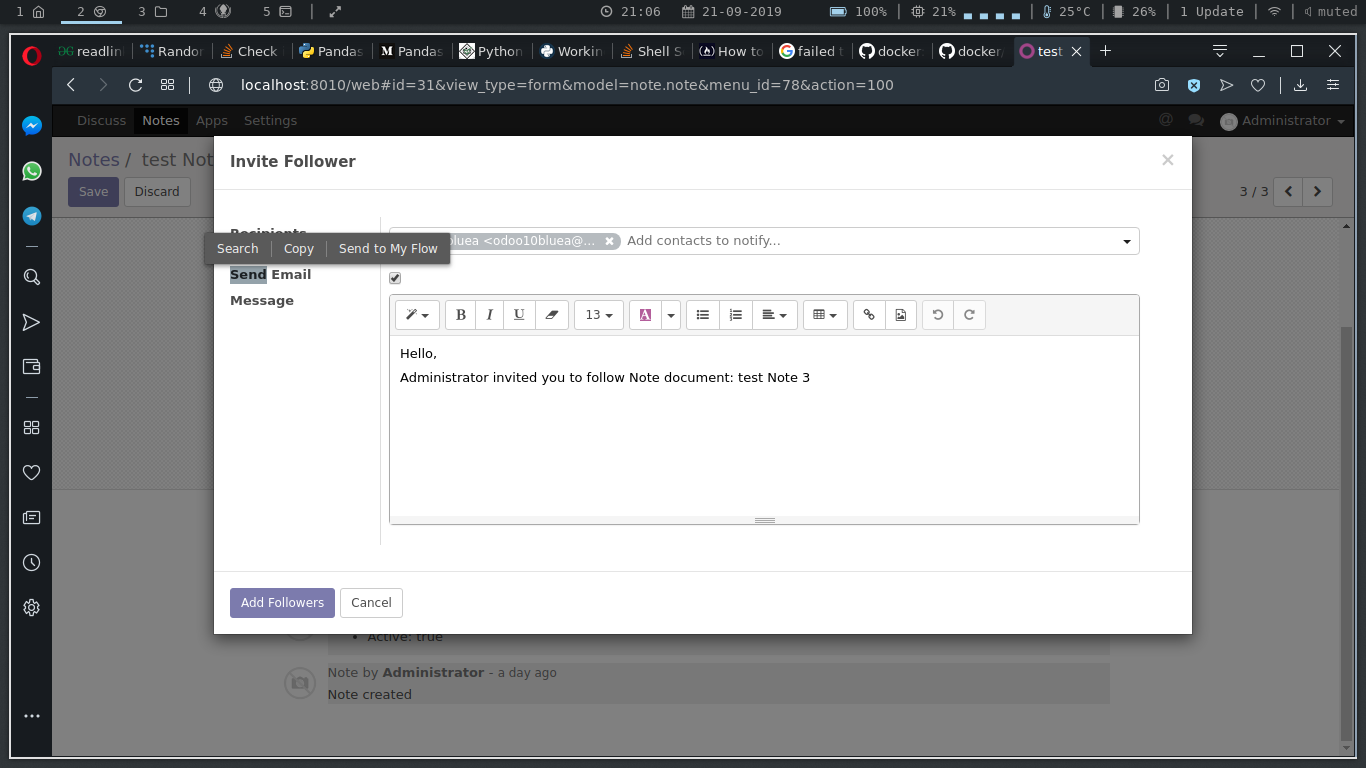 1 2 3 4 5 21:06 21-09-2019 100% 21% 25°C 26% 1 Update muted
readlin Randor Check Pandas Pandas Python Workin Shell S How to failed t docker docker test
localhost:8010/web#id=31&view_type=form&model=note.note&menu_id=78&action=100
Discuss Notes Apps Settings @ Administrator
Notes / test Not
Save Discard 3 / 3
Invite Follower ×
Search Copy Send to My Flow
Recipients bluea <odoo10bluea@... Add contacts to notify...
Send Email
Message
B I U 13 A
Hello,
Administrator invited you to follow Note document: test Note 3
Add Followers Cancel
• Active: true
Note by Administrator - a day ago
Note created